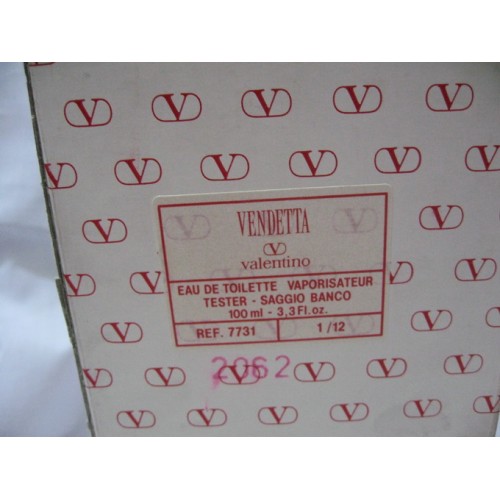 VENDETTA
V
valentino
EAU DE TOILETTE VAPORISATEUR
TESTER - SAGGIO BANCO
100 ml - 3,3 Fl. oz.
REF. 7731 1/12
2062